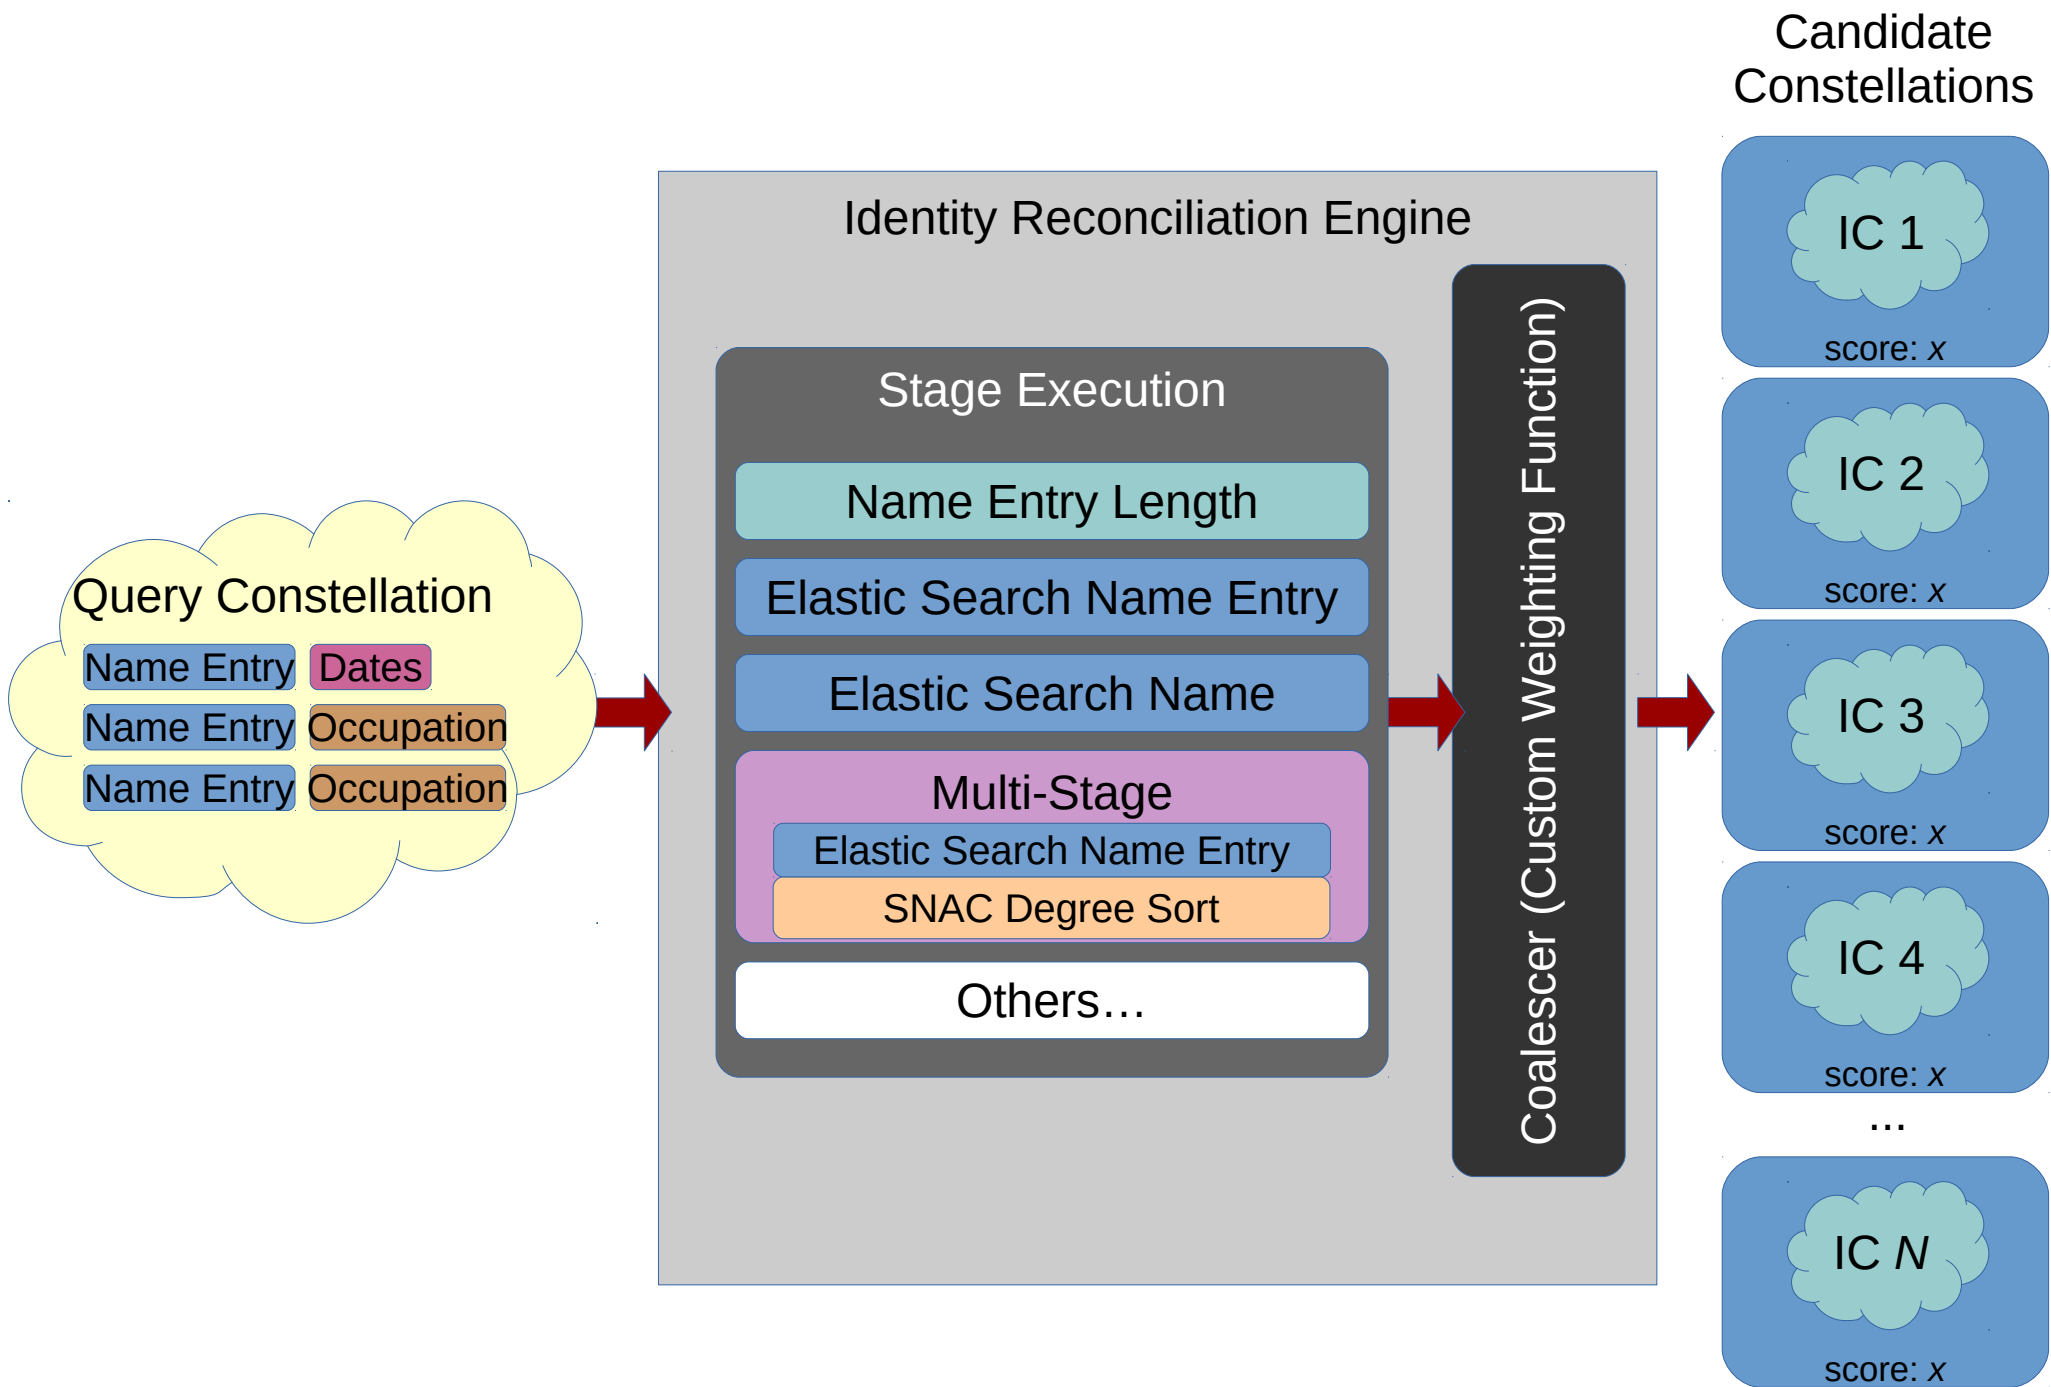 Candidate
Constellations
Identity Reconciliation Engine
Query Constellation
Name Entry Dates
Name Entry Occupation
Name Entry Occupation
Stage Execution
Name Entry Length
Elastic Search Name Entry
Elastic Search Name
Multi-Stage
Elastic Search Name Entry
SNAC Degree Sort
Others…
Coalescer (Custom Weighting Function)
IC 1
score: x
IC 2
score: x
IC 3
score: x
IC 4
score: x
...
IC N
score: x